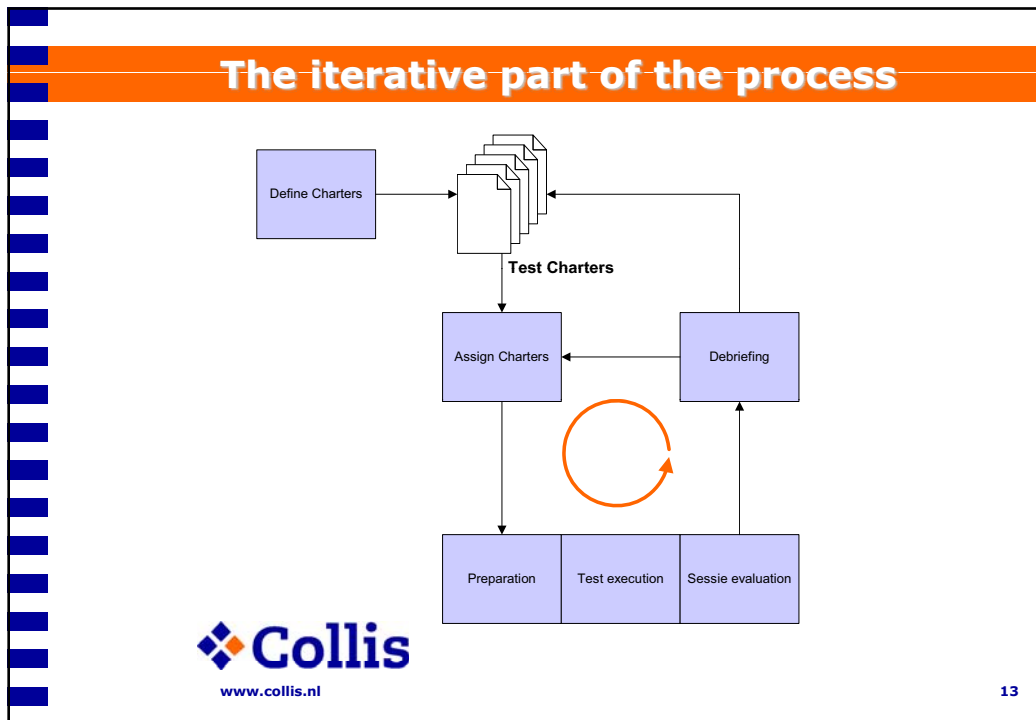 The iterative part of the process
Define Charters
Test Charters
Assign Charters
Debriefing
Preparation
Test execution
Sessie evaluation
Collis
www.collis.nl
13